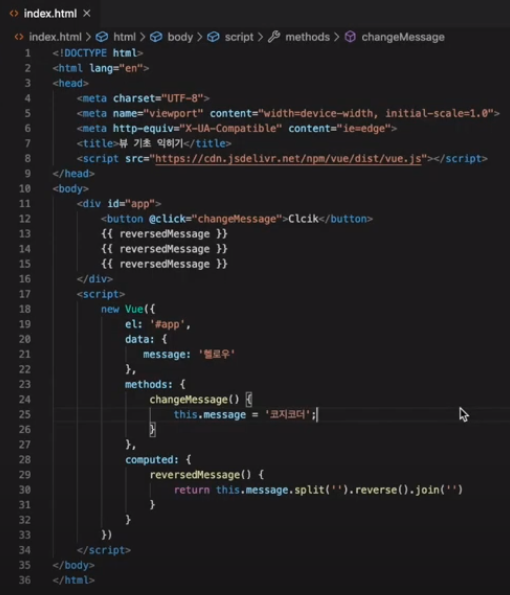 index.html ×
index.html > html > body > script > methods > changeMessage
1 <!DOCTYPE html>
2 <html lang="en">
3 <head>
4 <meta charset="UTF-8">
5 <meta name="viewport" content="width=device-width, initial-scale=1.0">
6 <meta http-equiv="X-UA-Compatible" content="ie=edge">
7 <title>뷰 기초 익히기</title>
8 <script src="https://cdn.jsdelivr.net/npm/vue/dist/vue.js"></script>
9 </head>
10 <body>
11 <div id="app">
12 <button @click="changeMessage">Clcik</button>
13 {{ reversedMessage }}
14 {{ reversedMessage }}
15 {{ reversedMessage }}
16 </div>
17 <script>
18 new Vue({
19 el: '#app',
20 data: {
21 message: '헬로우'
22 },
23 methods: {
24 changeMessage() {
25 this.message = '코지코더';
26 }
27 },
28 computed: {
29 reversedMessage() {
30 return this.message.split('').reverse().join('')
31 }
32 }
33 })
34 </script>
35 </body>
36 </html>